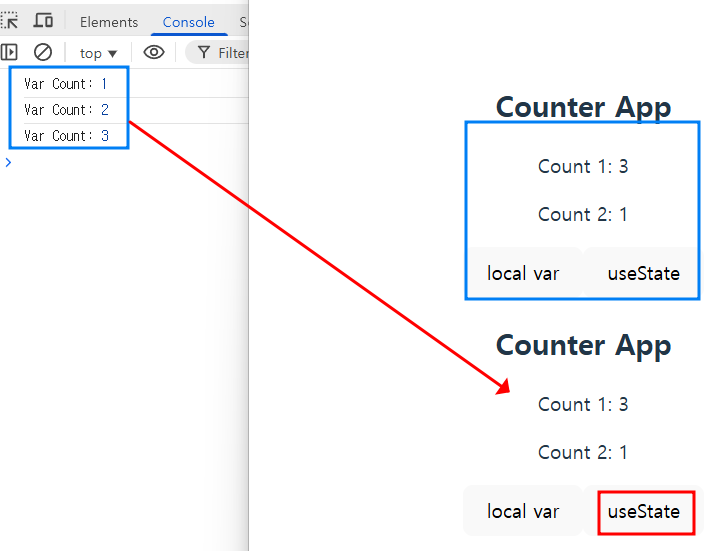 Elements Console
top Filter
Var Count: 1
Var Count: 2
Var Count: 3
Counter App
Count 1: 3
Count 2: 1
local var useState
Counter App
Count 1: 3
Count 2: 1
local var useState